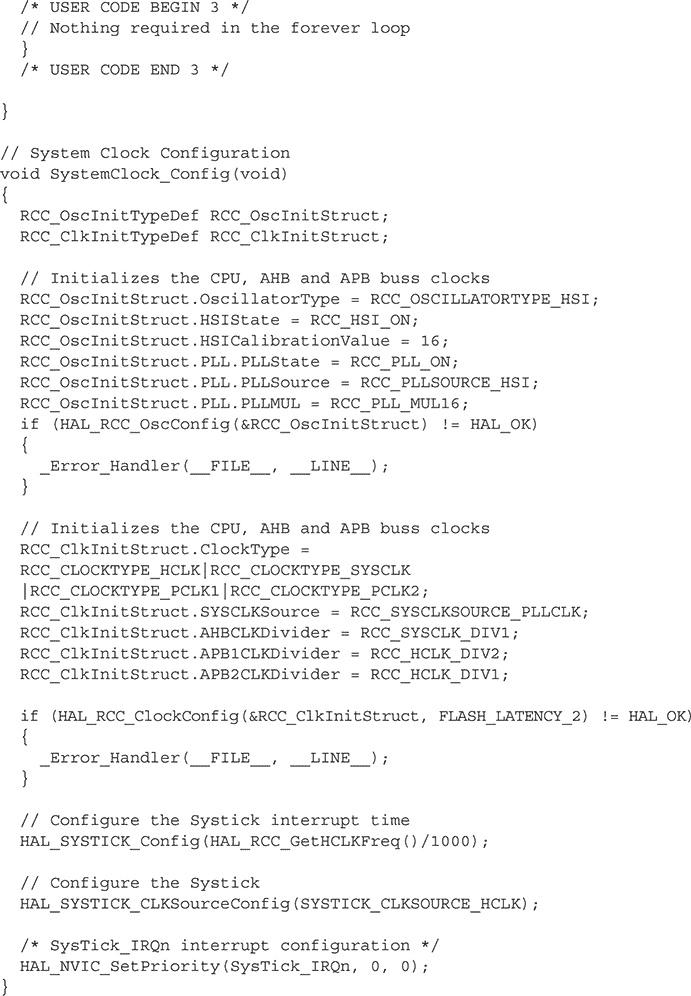 /* USER CODE BEGIN 3 */
// Nothing required in the forever loop
}
/* USER CODE END 3 */
}
// System Clock Configuration
void SystemClock_Config(void)
{
RCC_OscInitTypeDef RCC_OscInitStruct;
RCC_ClkInitTypeDef RCC_ClkInitStruct;
// Initializes the CPU, AHB and APB buss clocks
RCC_OscInitStruct.OscillatorType = RCC_OSCILLATORTYPE_HSI;
RCC_OscInitStruct.HSIState = RCC_HSI_ON;
RCC_OscInitStruct.HSICalibrationValue = 16;
RCC_OscInitStruct.PLL.PLLState = RCC_PLL_ON;
RCC_OscInitStruct.PLL.PLLSource = RCC_PLLSOURCE_HSI;
RCC_OscInitStruct.PLL.PLLMUL = RCC_PLL_MUL16;
if (HAL_RCC_OscConfig(&RCC_OscInitStruct) != HAL_OK)
{
_Error_Handler(__FILE__, __LINE__);
}
// Initializes the CPU, AHB and APB buss clocks
RCC_ClkInitStruct.ClockType =
RCC_CLOCKTYPE_HCLK|RCC_CLOCKTYPE_SYSCLK
|RCC_CLOCKTYPE_PCLK1|RCC_CLOCKTYPE_PCLK2;
RCC_ClkInitStruct.SYSCLKSource = RCC_SYSCLKSOURCE_PLLCLK;
RCC_ClkInitStruct.AHBCLKDivider = RCC_SYSCLK_DIV1;
RCC_ClkInitStruct.APB1CLKDivider = RCC_HCLK_DIV2;
RCC_ClkInitStruct.APB2CLKDivider = RCC_HCLK_DIV1;
if (HAL_RCC_ClockConfig(&RCC_ClkInitStruct, FLASH_LATENCY_2) != HAL_OK)
{
_Error_Handler(__FILE__, __LINE__);
}
// Configure the Systick interrupt time
HAL_SYSTICK_Config(HAL_RCC_GetHCLKFreq()/1000);
// Configure the Systick
HAL_SYSTICK_CLKSourceConfig(SYSTICK_CLKSOURCE_HCLK);
/* SysTick_IRQn interrupt configuration */
HAL_NVIC_SetPriority(SysTick_IRQn, 0, 0);
}